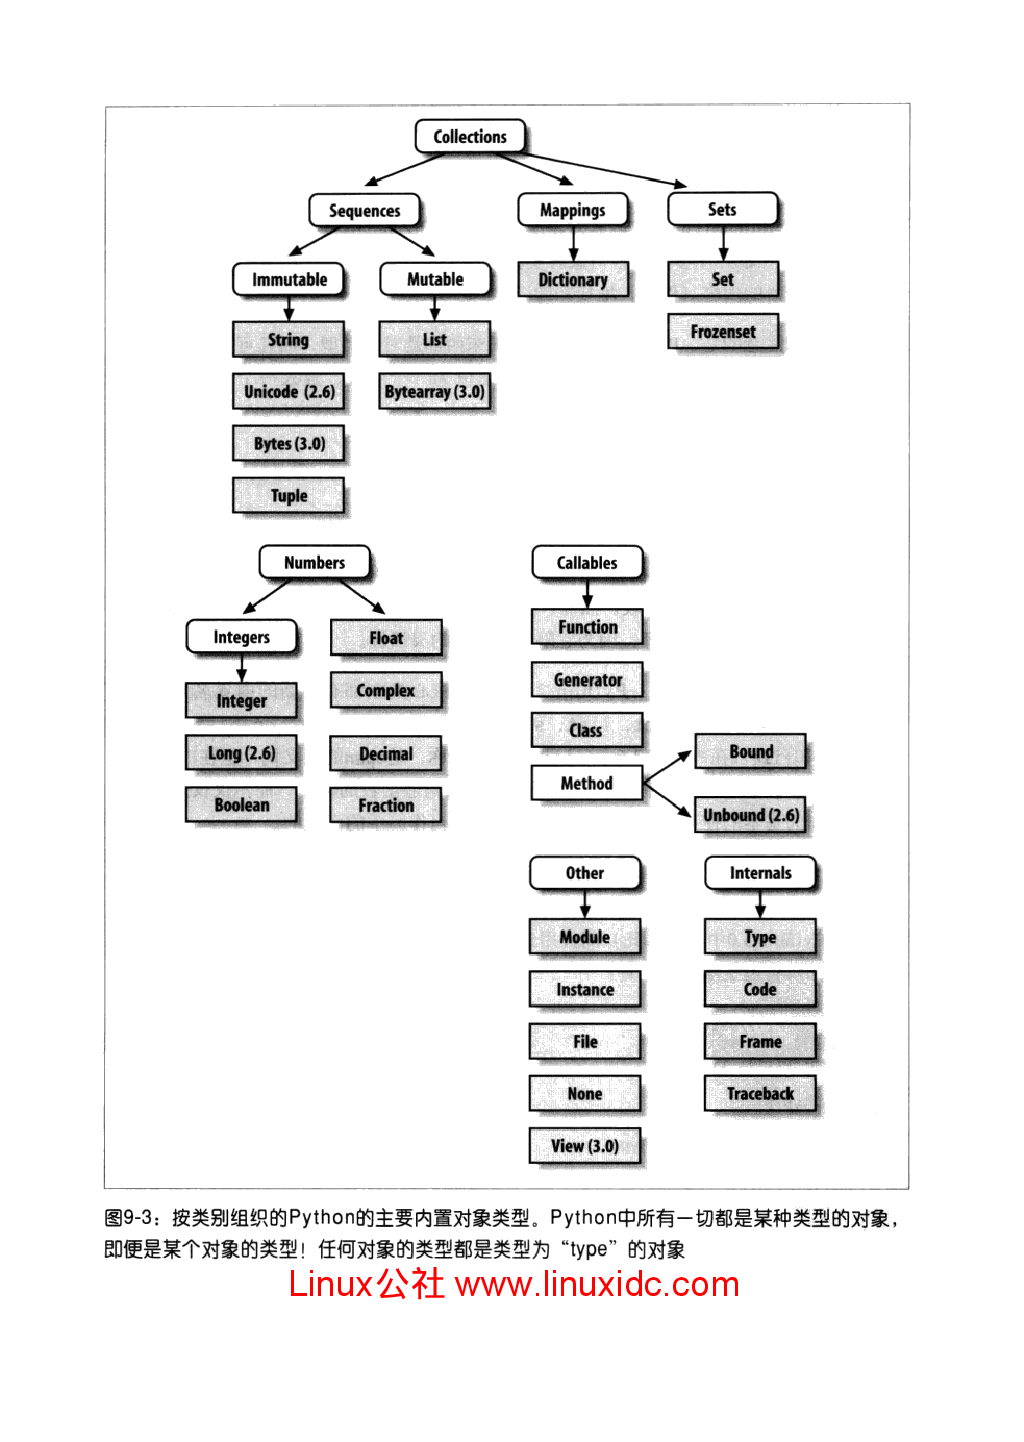 Collections
Sequences Mappings Sets
Immutable Mutable Dictionary Set
String List Frozenset
Unicode (2.6) Bytearray (3.0)
Bytes (3.0)
Tuple
Numbers Callables
Integers Float Function
Integer Complex Generator
Long (2.6) Decimal Class
Bound
Boolean Fraction Method
Unbound (2.6)
Other Internals
Module Type
Instance Code
File Frame
None Traceback
View (3.0)
图9-3：按类别组织的Python的主要内置对象类型。Python中所有一切都是某种类型的对象，
即便是某个对象的类型！任何对象的类型都是类型为“type”的对象
Linux公社 www.linuxidc.com